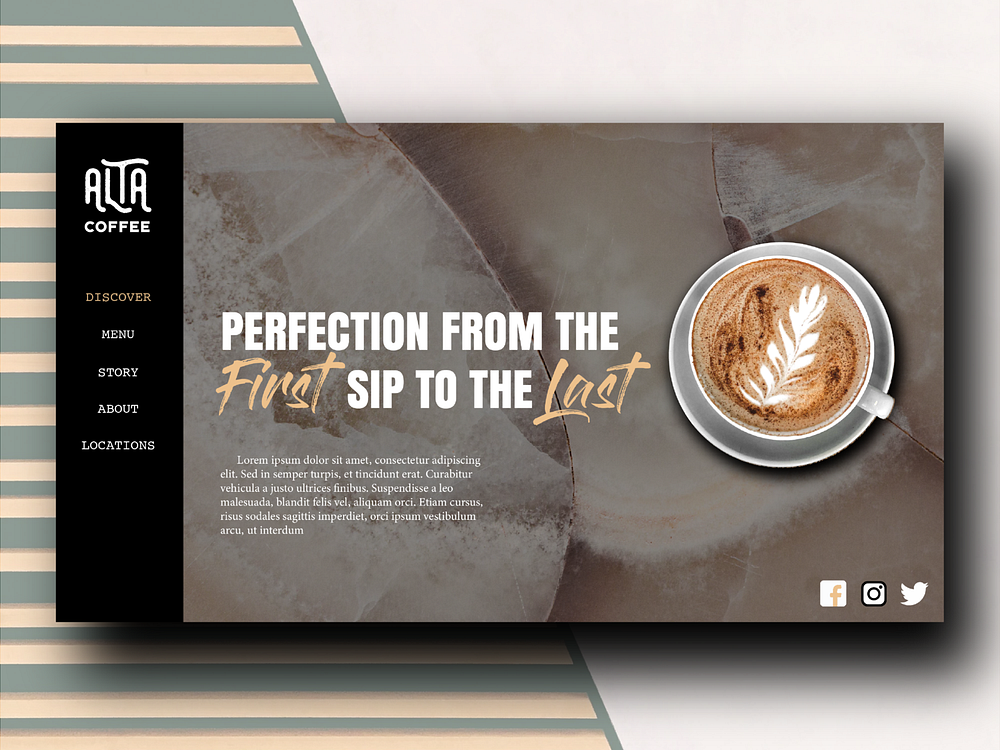 ALTA
COFFEE
DISCOVER
MENU
STORY
ABOUT
LOCATIONS
PERFECTION FROM THE
First SIP TO THE Last
Lorem ipsum dolor sit amet, consectetur adipiscing
elit. Sed in semper turpis, et tincidunt erat. Curabitur
vehicula a justo ultrices finibus. Suspendisse a leo
malesuada, blandit felis vel, aliquam orci. Etiam cursus,
risus sodales sagittis imperdiet, orci ipsum vestibulum
arcu, ut interdum